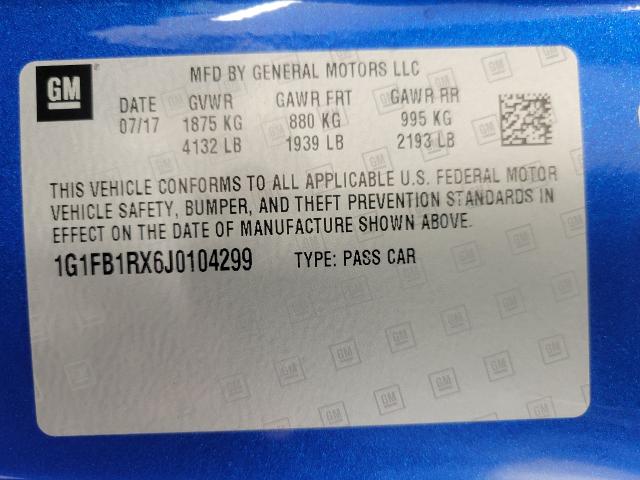 GM
MFD BY GENERAL MOTORS LLC
DATE GVWR GAWR FRT GAWR RR
07/17 1875 KG 880 KG 995 KG
4132 LB 1939 LB 2193 LB
THIS VEHICLE CONFORMS TO ALL APPLICABLE U.S. FEDERAL MOTOR
VEHICLE SAFETY, BUMPER, AND THEFT PREVENTION STANDARDS IN
EFFECT ON THE DATE OF MANUFACTURE SHOWN ABOVE.
1G1FB1RX6J0104299 TYPE: PASS CAR